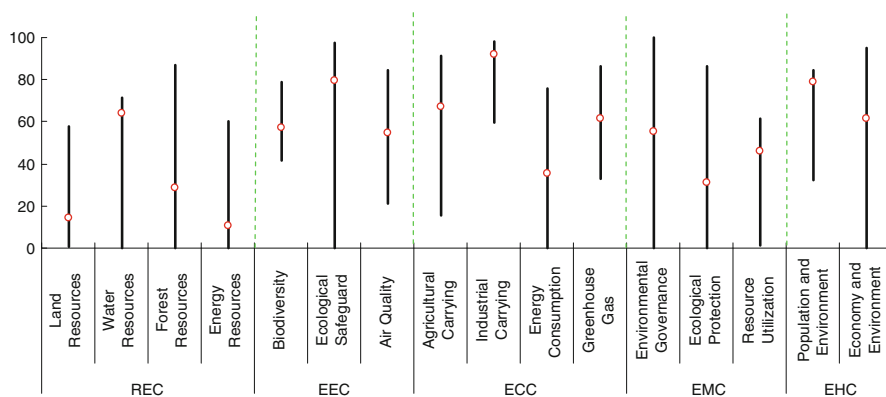 100
80
60
40
20
0
Land
Resources
Water
Resources
Forest
Resources
Energy
Resources
Biodiversity
Ecological
Safeguard
Air Quality
Agricultural
Carrying
Industrial
Carrying
Energy
Consumption
Greenhouse
Gas
Environmental
Governance
Ecological
Protection
Resource
Utilization
Population and
Environment
Economy and
Environment
REC
EEC
ECC
EMC
EHC